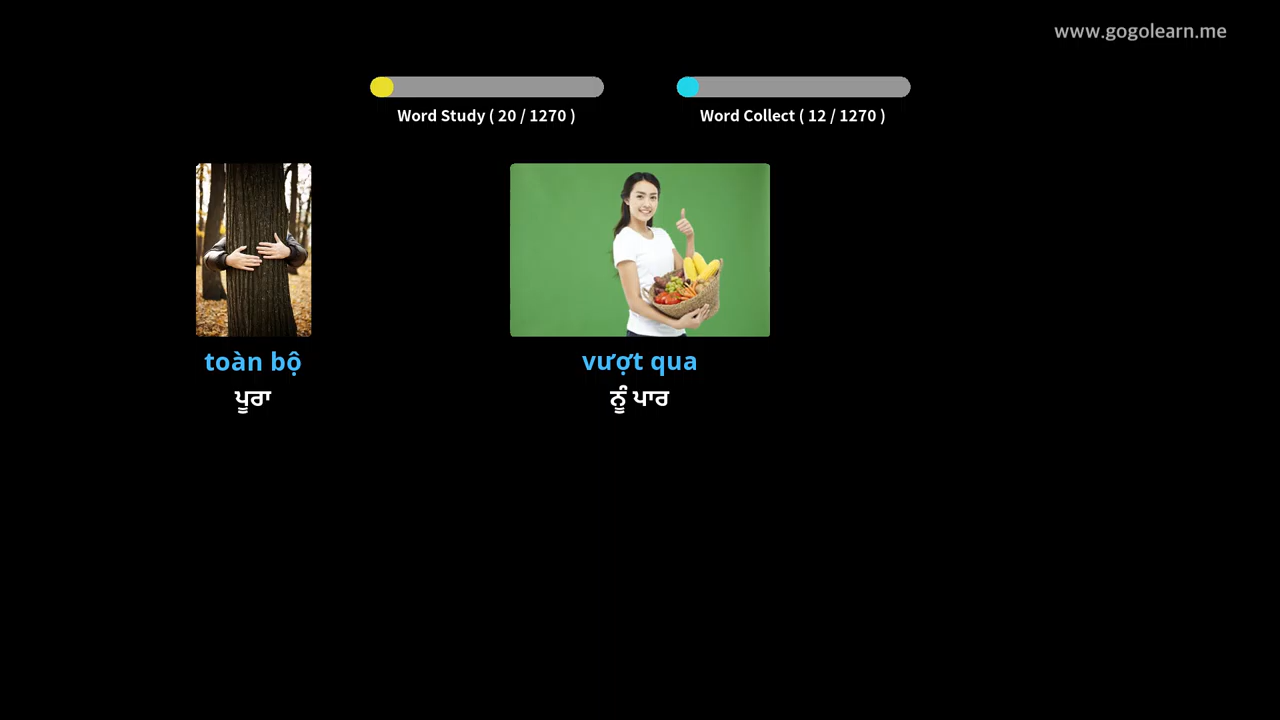 www.gogolearn.me
Word Study ( 20 / 1270 )
Word Collect ( 12 / 1270 )
toàn bộ
ਪੂਰਾ
vượt qua
ਨੂੰ ਪਾਰ